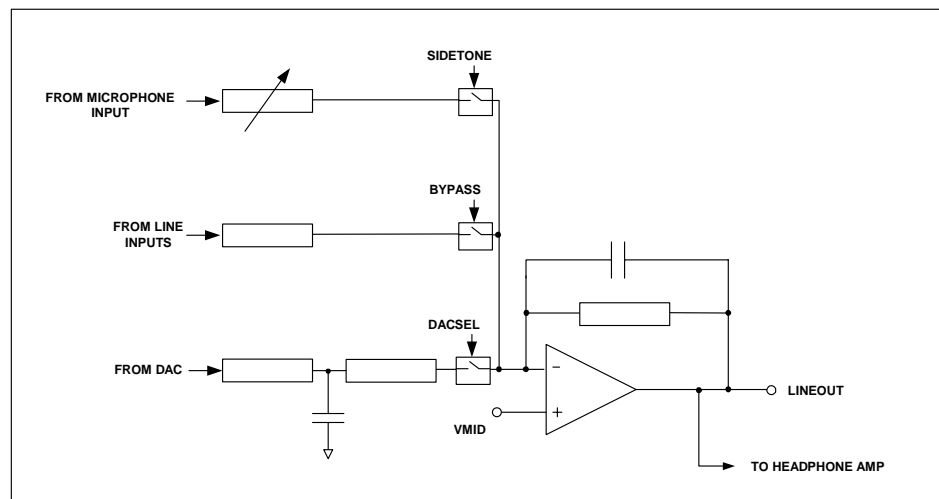 SIDETONE
FROM MICROPHONE
INPUT
BYPASS
FROM LINE
INPUTS
DACSEL
FROM DAC
−
+
VMID
LINEOUT
TO HEADPHONE AMP